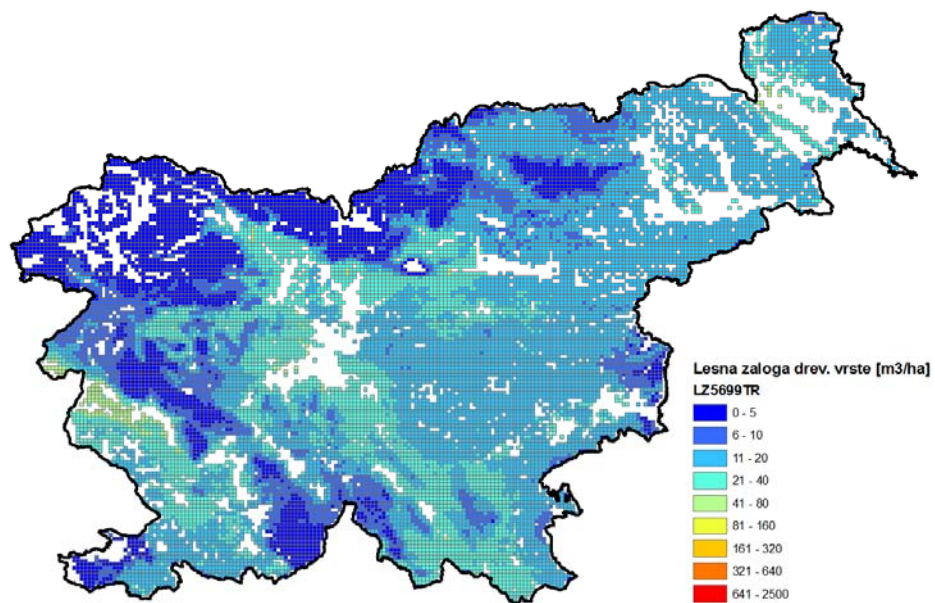 Lesna zaloga drev. vrste [m3/ha]
LZ5699TR
0 - 5
6 - 10
11 - 20
21 - 40
41 - 80
81 - 160
161 - 320
321 - 640
641 - 2500